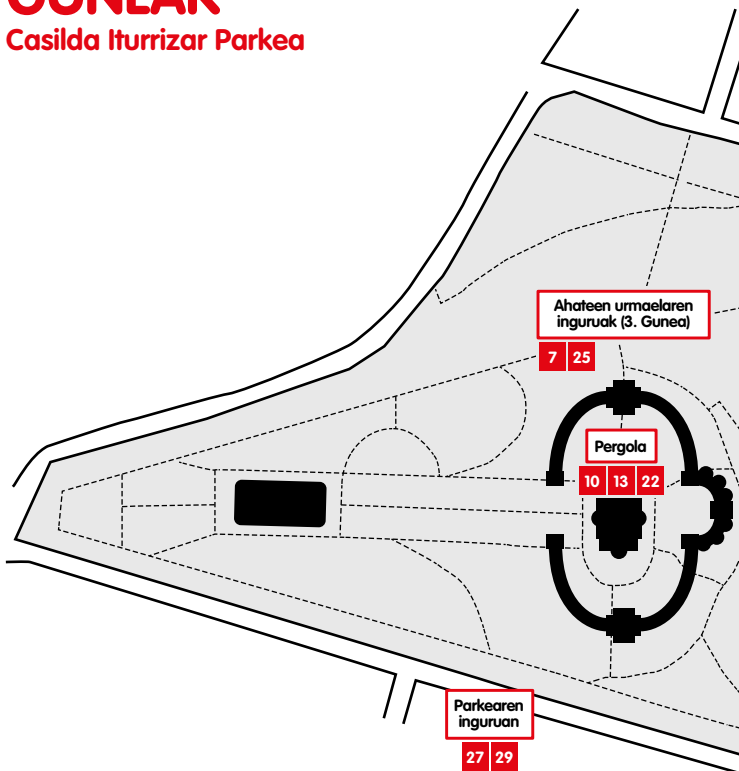 GUNEAK
Casilda Iturrizar Parkea
Ahateen urmaelaren
inguruak (3. Gunea)
7 25
Pergola
10 13 22
Parkearen
inguruan
27 29